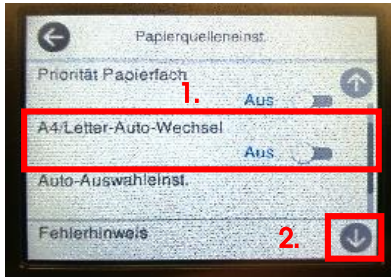 Papierquelleneinst.
Priorität Papierfach
1.
Aus
A4/Letter-Auto-Wechsel
Aus
Auto-Auswahleinst.
Fehlerhinweis
2.